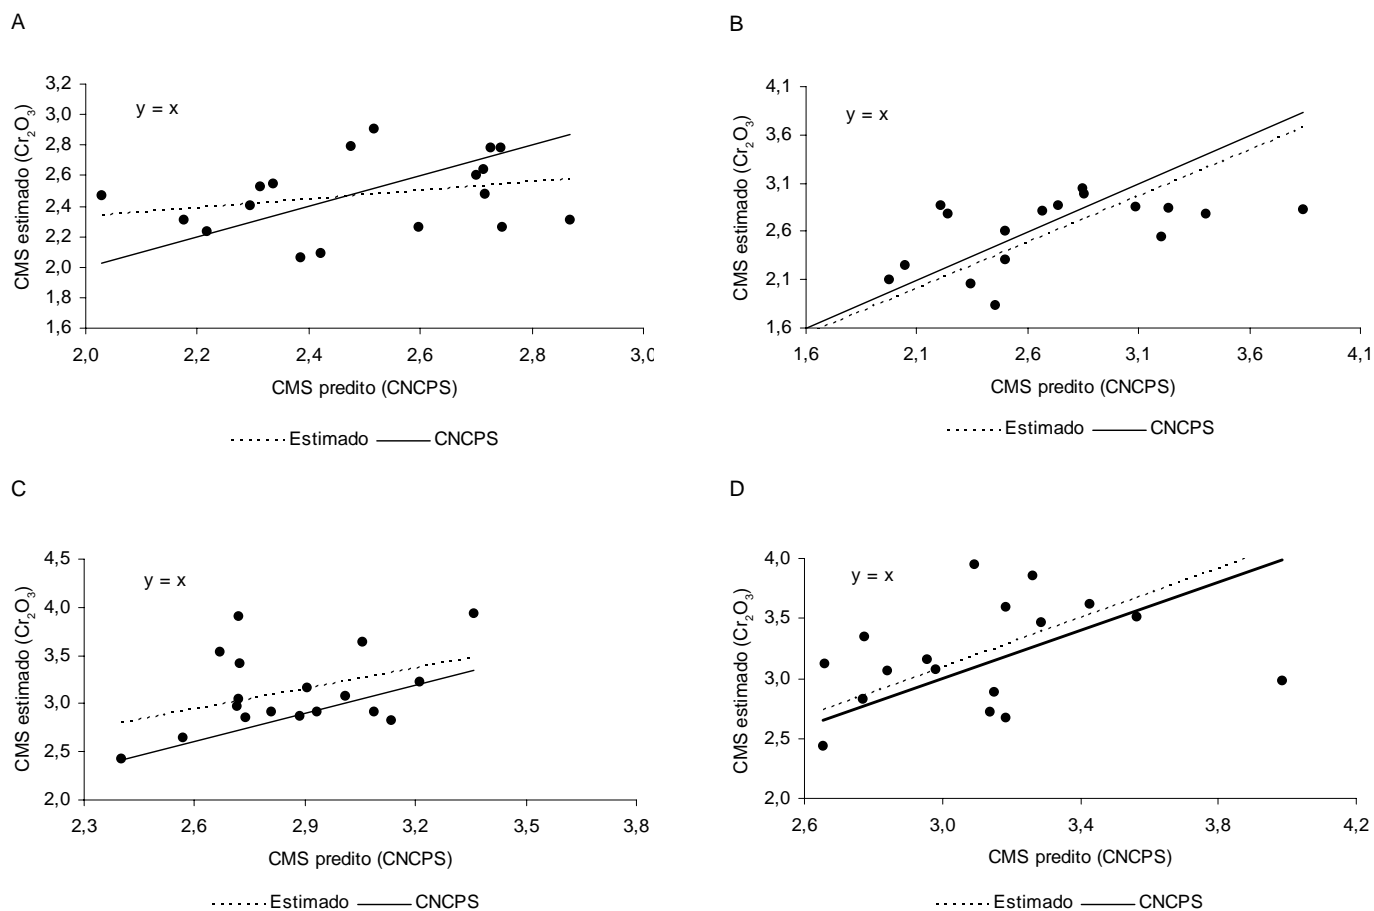 A
CMS estimado (Cr2O3)
3,2
3,0
2,8
2,6
2,4
2,2
2,0
1,8
1,6
y = x
2,0 2,2 2,4 2,6 2,8 3,0
CMS predito (CNCPS)
Estimado CNCPS
B
CMS estimado (Cr2O3)
4,1
3,6
3,1
2,6
2,1
1,6
y = x
1,6 2,1 2,6 3,1 3,6 4,1
CMS predito (CNCPS)
Estimado CNCPS
C
CMS estimado (Cr2O3)
4,5
4,0
3,5
3,0
2,5
2,0
y = x
2,3 2,6 2,9 3,2 3,5 3,8
CMS predito (CNCPS)
Estimado CNCPS
D
CMS estimado (Cr2O3)
4,0
3,5
3,0
2,5
2,0
y = x
2,6 3,0 3,4 3,8 4,2
CMS predito (CNCPS)
Estimado CNCPS